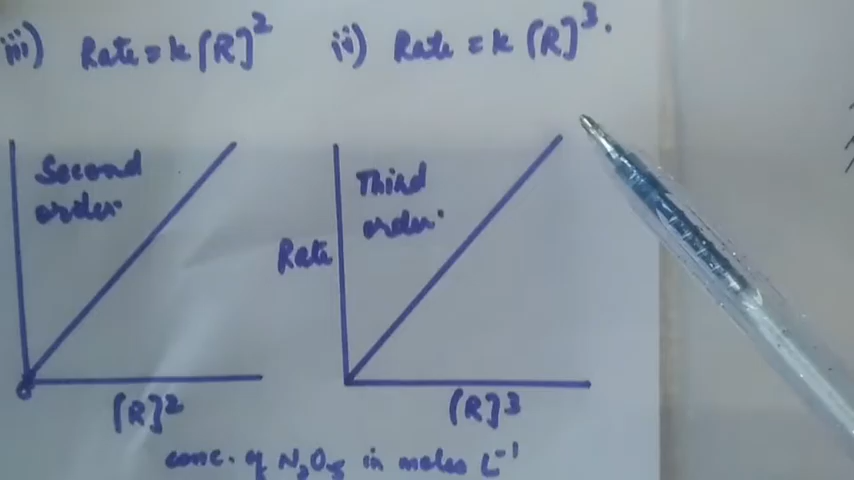 iii) Rate = k [R]² iv) Rate = k [R]³.
Second
order.
Third
order.
Rate
[R]²
[R]³
conc. of N₂O₅ in moles L⁻¹